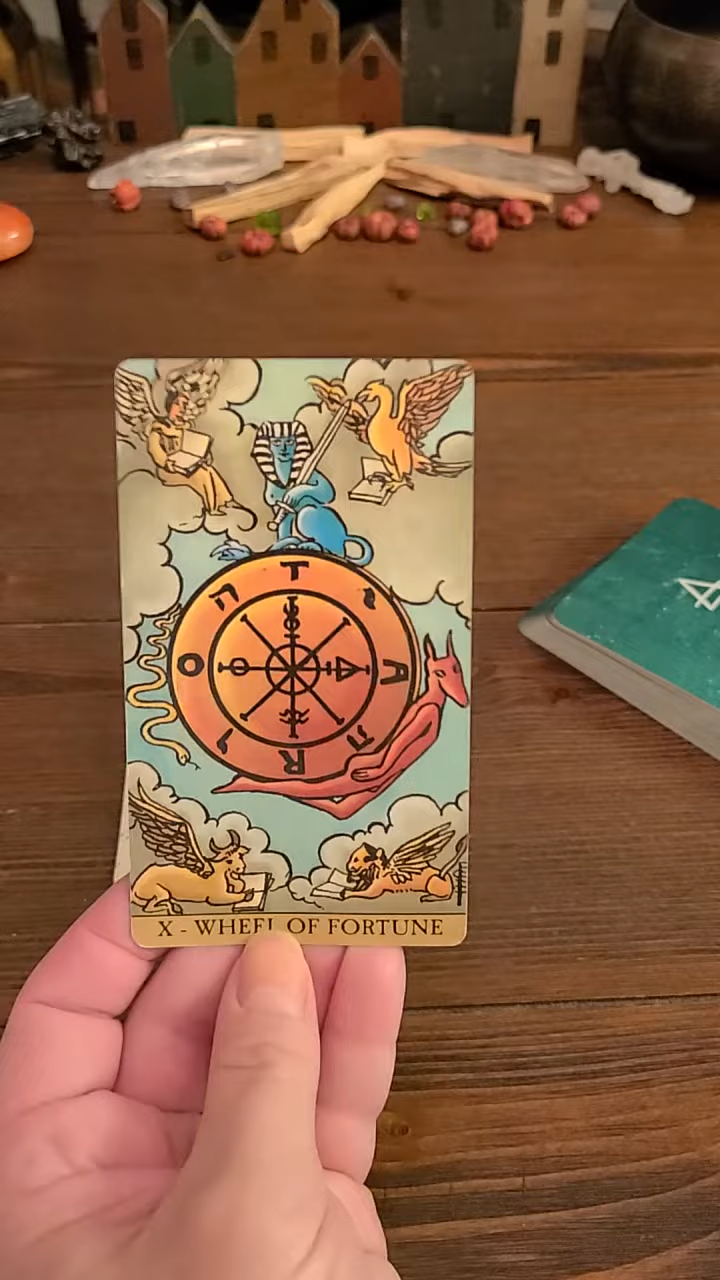 ה T י
O A
ו R ה
X - WHEEL OF FORTUNE